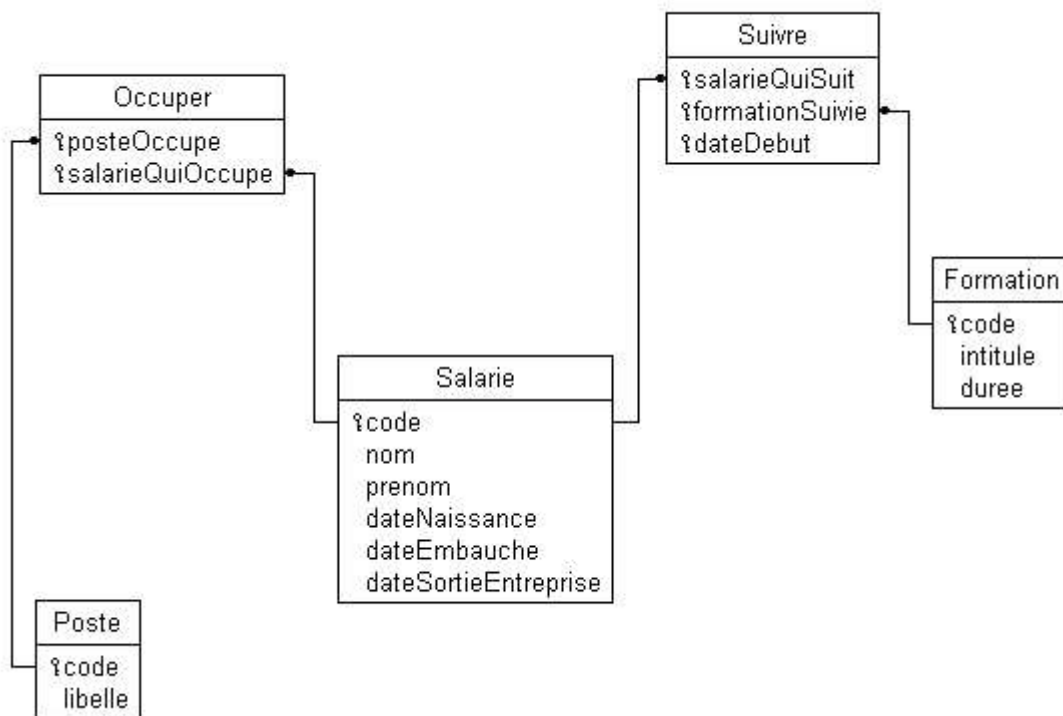 Suivre
salarieQuiSuit
formationSuivie
dateDebut
Occuper
posteOccupe
salarieQuiOccupe
Formation
code
intitule
duree
Salarie
code
nom
prenom
dateNaissance
dateEmbauche
dateSortieEntreprise
Poste
code
libelle